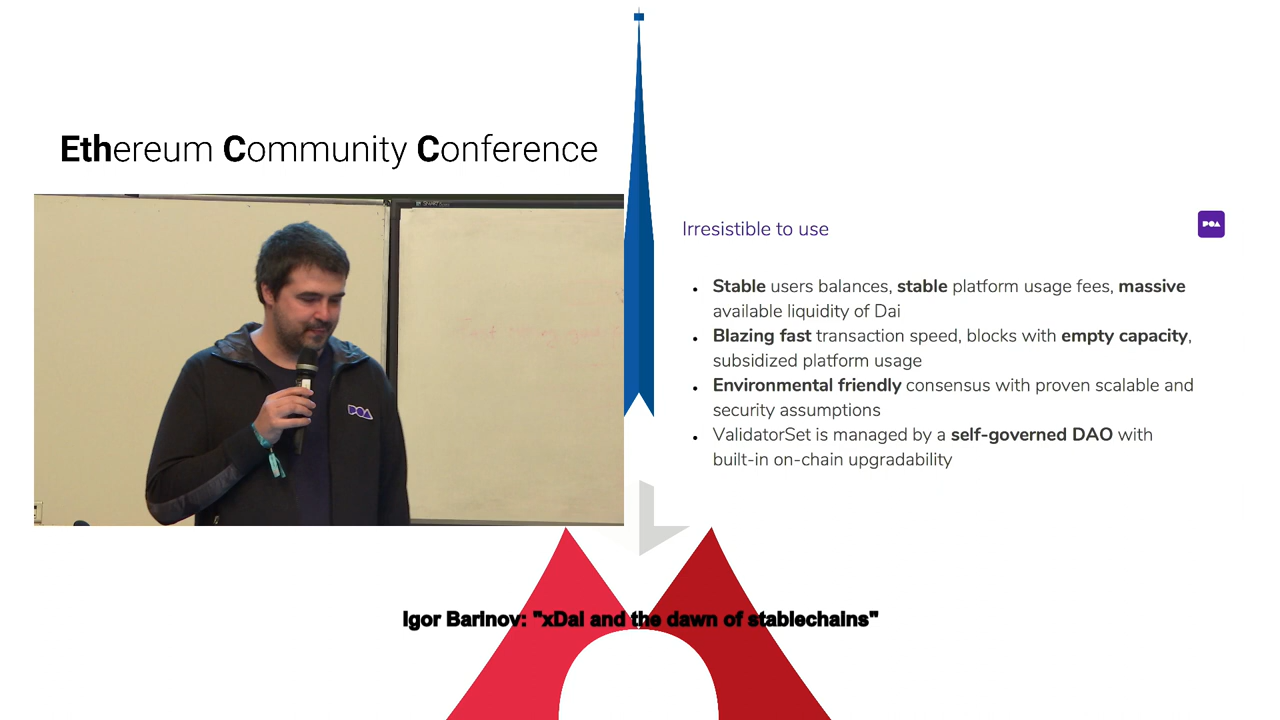 Ethereum Community Conference
Irresistible to use
POA
Stable users balances, stable platform usage fees, massive
available liquidity of Dai
Blazing fast transaction speed, blocks with empty capacity,
subsidized platform usage
Environmental friendly consensus with proven scalable and
security assumptions
ValidatorSet is managed by a self-governed DAO with
built-in on-chain upgradability
POA
Igor Barinov: "xDai and the dawn of stablechains"